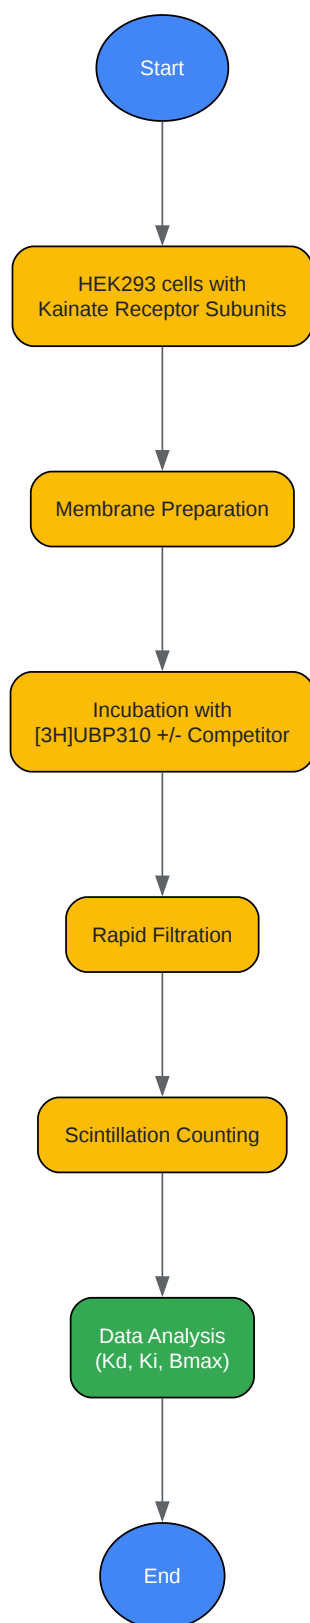 Start
HEK293 cells with
Kainate Receptor Subunits
Membrane Preparation
Incubation with
[3H]UBP310 +/- Competitor
Rapid Filtration
Scintillation Counting
Data Analysis
(Kd, Ki, Bmax)
End